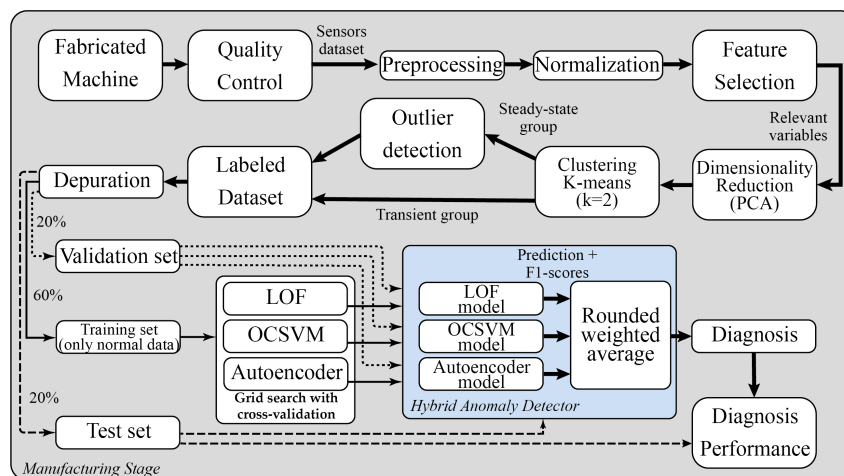 Fabricated
Machine
Quality
Control
Sensors
dataset
Preprocessing
Normalization
Feature
Selection
Relevant
variables
Dimensionality
Reduction
(PCA)
Clustering
K-means
(k=2)
Steady-state
group
Outlier
detection
Transient group
Labeled
Dataset
Depuration
20%
Validation set
60%
Training set
(only normal data)
20%
Test set
LOF
OCSVM
Autoencoder
Grid search with
cross-validation
Prediction +
F1-scores
LOF
model
OCSVM
model
Autoencoder
model
Rounded
weighted
average
Hybrid Anomaly Detector
Diagnosis
Diagnosis
Performance
Manufacturing Stage